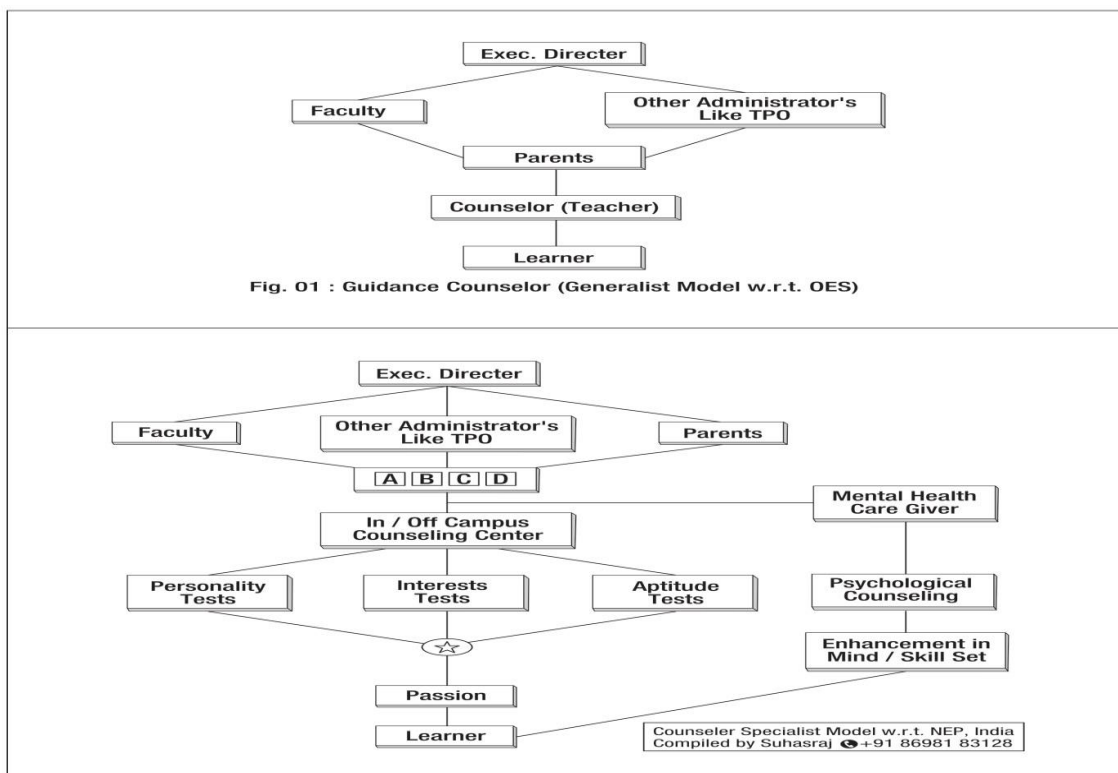 Exec. Directer
Faculty
Other Administrator's
Like TPO
Parents
Counselor (Teacher)
Learner
Fig. 01 : Guidance Counselor (Generalist Model w.r.t. OES)
Exec. Directer
Faculty
Other Administrator's
Like TPO
Parents
A B C D
Mental Health
Care Giver
In / Off Campus
Counseling Center
Personality
Tests
Interests
Tests
Aptitude
Tests
Psychological
Counseling
Enhancement in
Mind / Skill Set
Passion
Learner
Counseler Specialist Model w.r.t. NEP, India
Compiled by Suhasraj +91 86981 83128